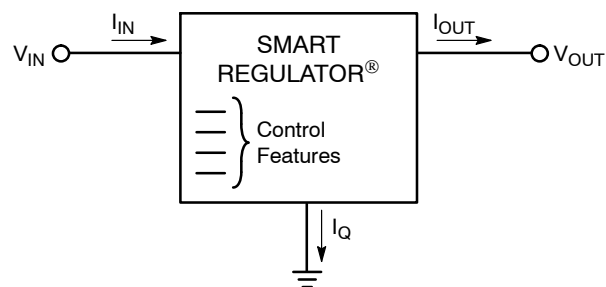 I_IN
I_OUT
V_IN
SMART
REGULATOR®
V_OUT
Control
Features
I_Q